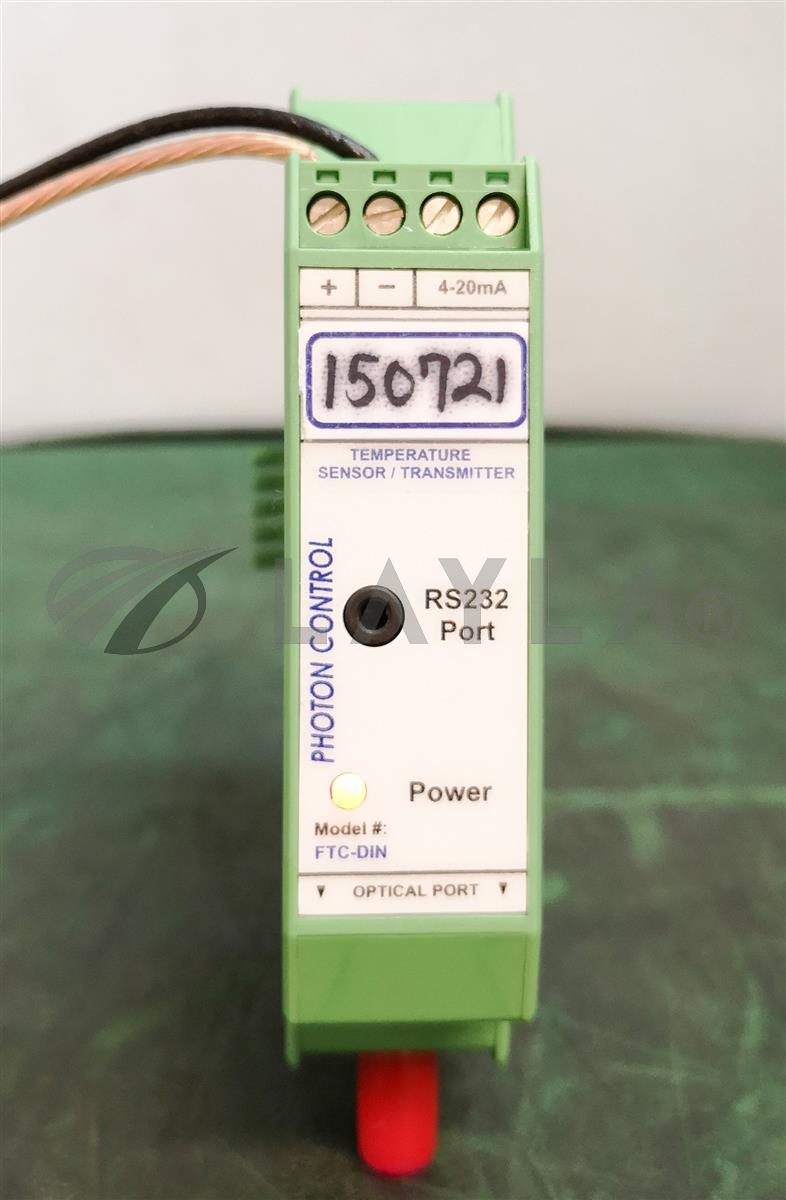 + − 4-20mA
150721
TEMPERATURE
SENSOR / TRANSMITTER
PHOTON CONTROL
RS232
Port
LAYLA®
Power
Model #:
FTC-DIN
OPTICAL PORT